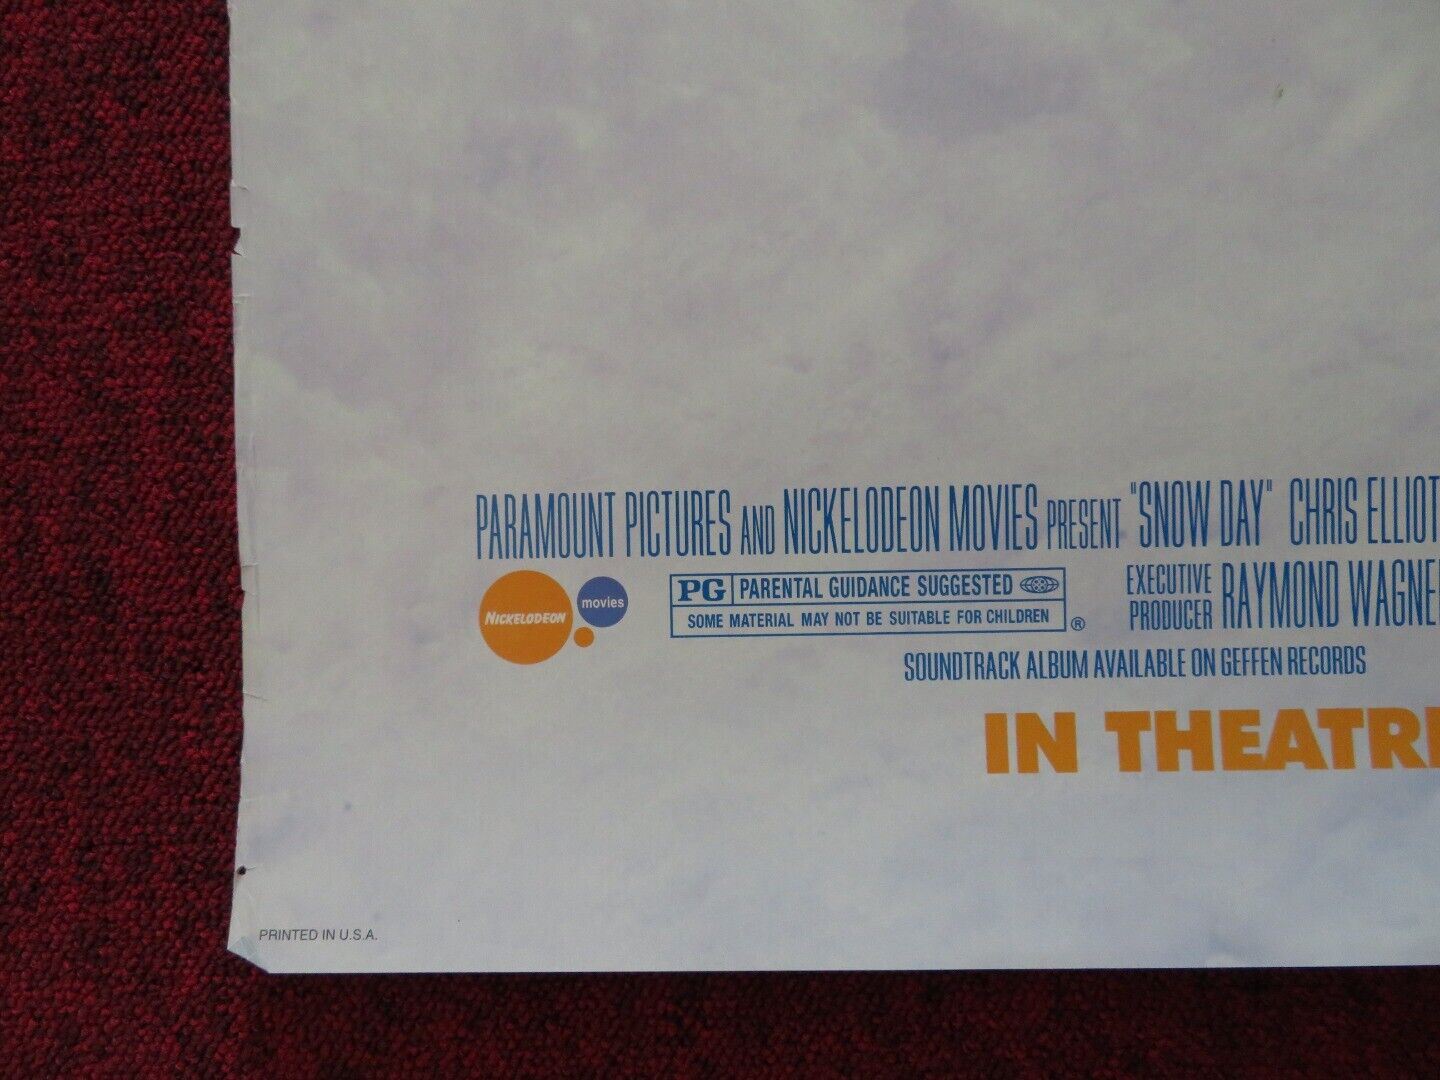 PARAMOUNT PICTURES AND NICKELODEON MOVIES PRESENT "SNOW DAY" CHRIS ELLIOT
NICKELODEON movies
PG PARENTAL GUIDANCE SUGGESTED
SOME MATERIAL MAY NOT BE SUITABLE FOR CHILDREN ®
EXECUTIVE PRODUCER RAYMOND WAGNE
SOUNDTRACK ALBUM AVAILABLE ON GEFFEN RECORDS
IN THEATR
PRINTED IN U.S.A.